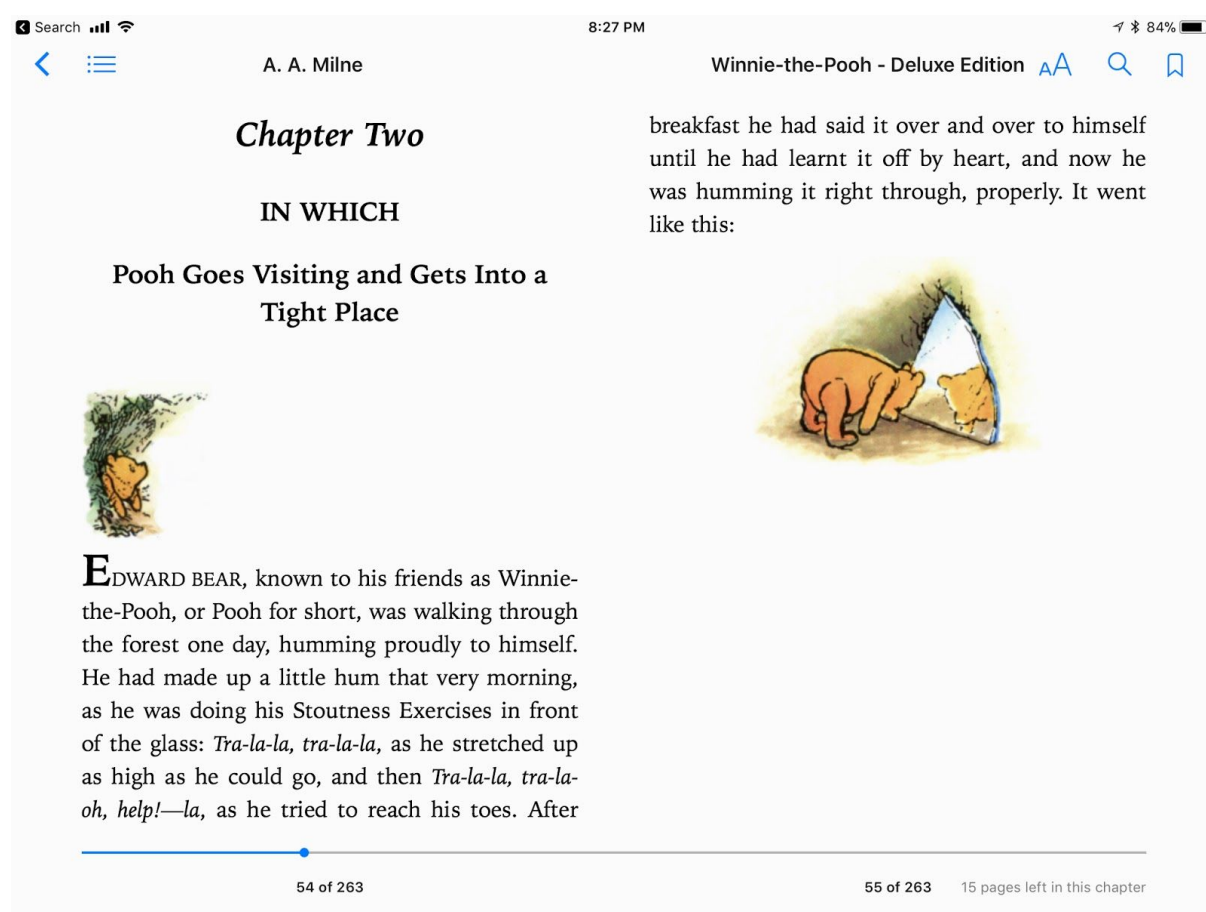 Search
8:27 PM
84%
A. A. Milne
Winnie-the-Pooh - Deluxe Edition
AA
Chapter Two
IN WHICH
Pooh Goes Visiting and Gets Into a
Tight Place
EDWARD BEAR, known to his friends as Winnie-
the-Pooh, or Pooh for short, was walking through
the forest one day, humming proudly to himself.
He had made up a little hum that very morning,
as he was doing his Stoutness Exercises in front
of the glass: Tra-la-la, tra-la-la, as he stretched up
as high as he could go, and then Tra-la-la, tra-la-
oh, help!—la, as he tried to reach his toes. After
breakfast he had said it over and over to himself
until he had learnt it off by heart, and now he
was humming it right through, properly. It went
like this:
54 of 263
55 of 263
15 pages left in this chapter